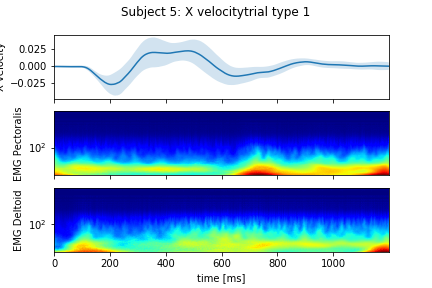 Subject 5: X velocitytrial type 1
X velocity
0.025
0.000
−0.025
EMG Pectoralis
10²
EMG Deltoid
10²
0 200 400 600 800 1000
time [ms]